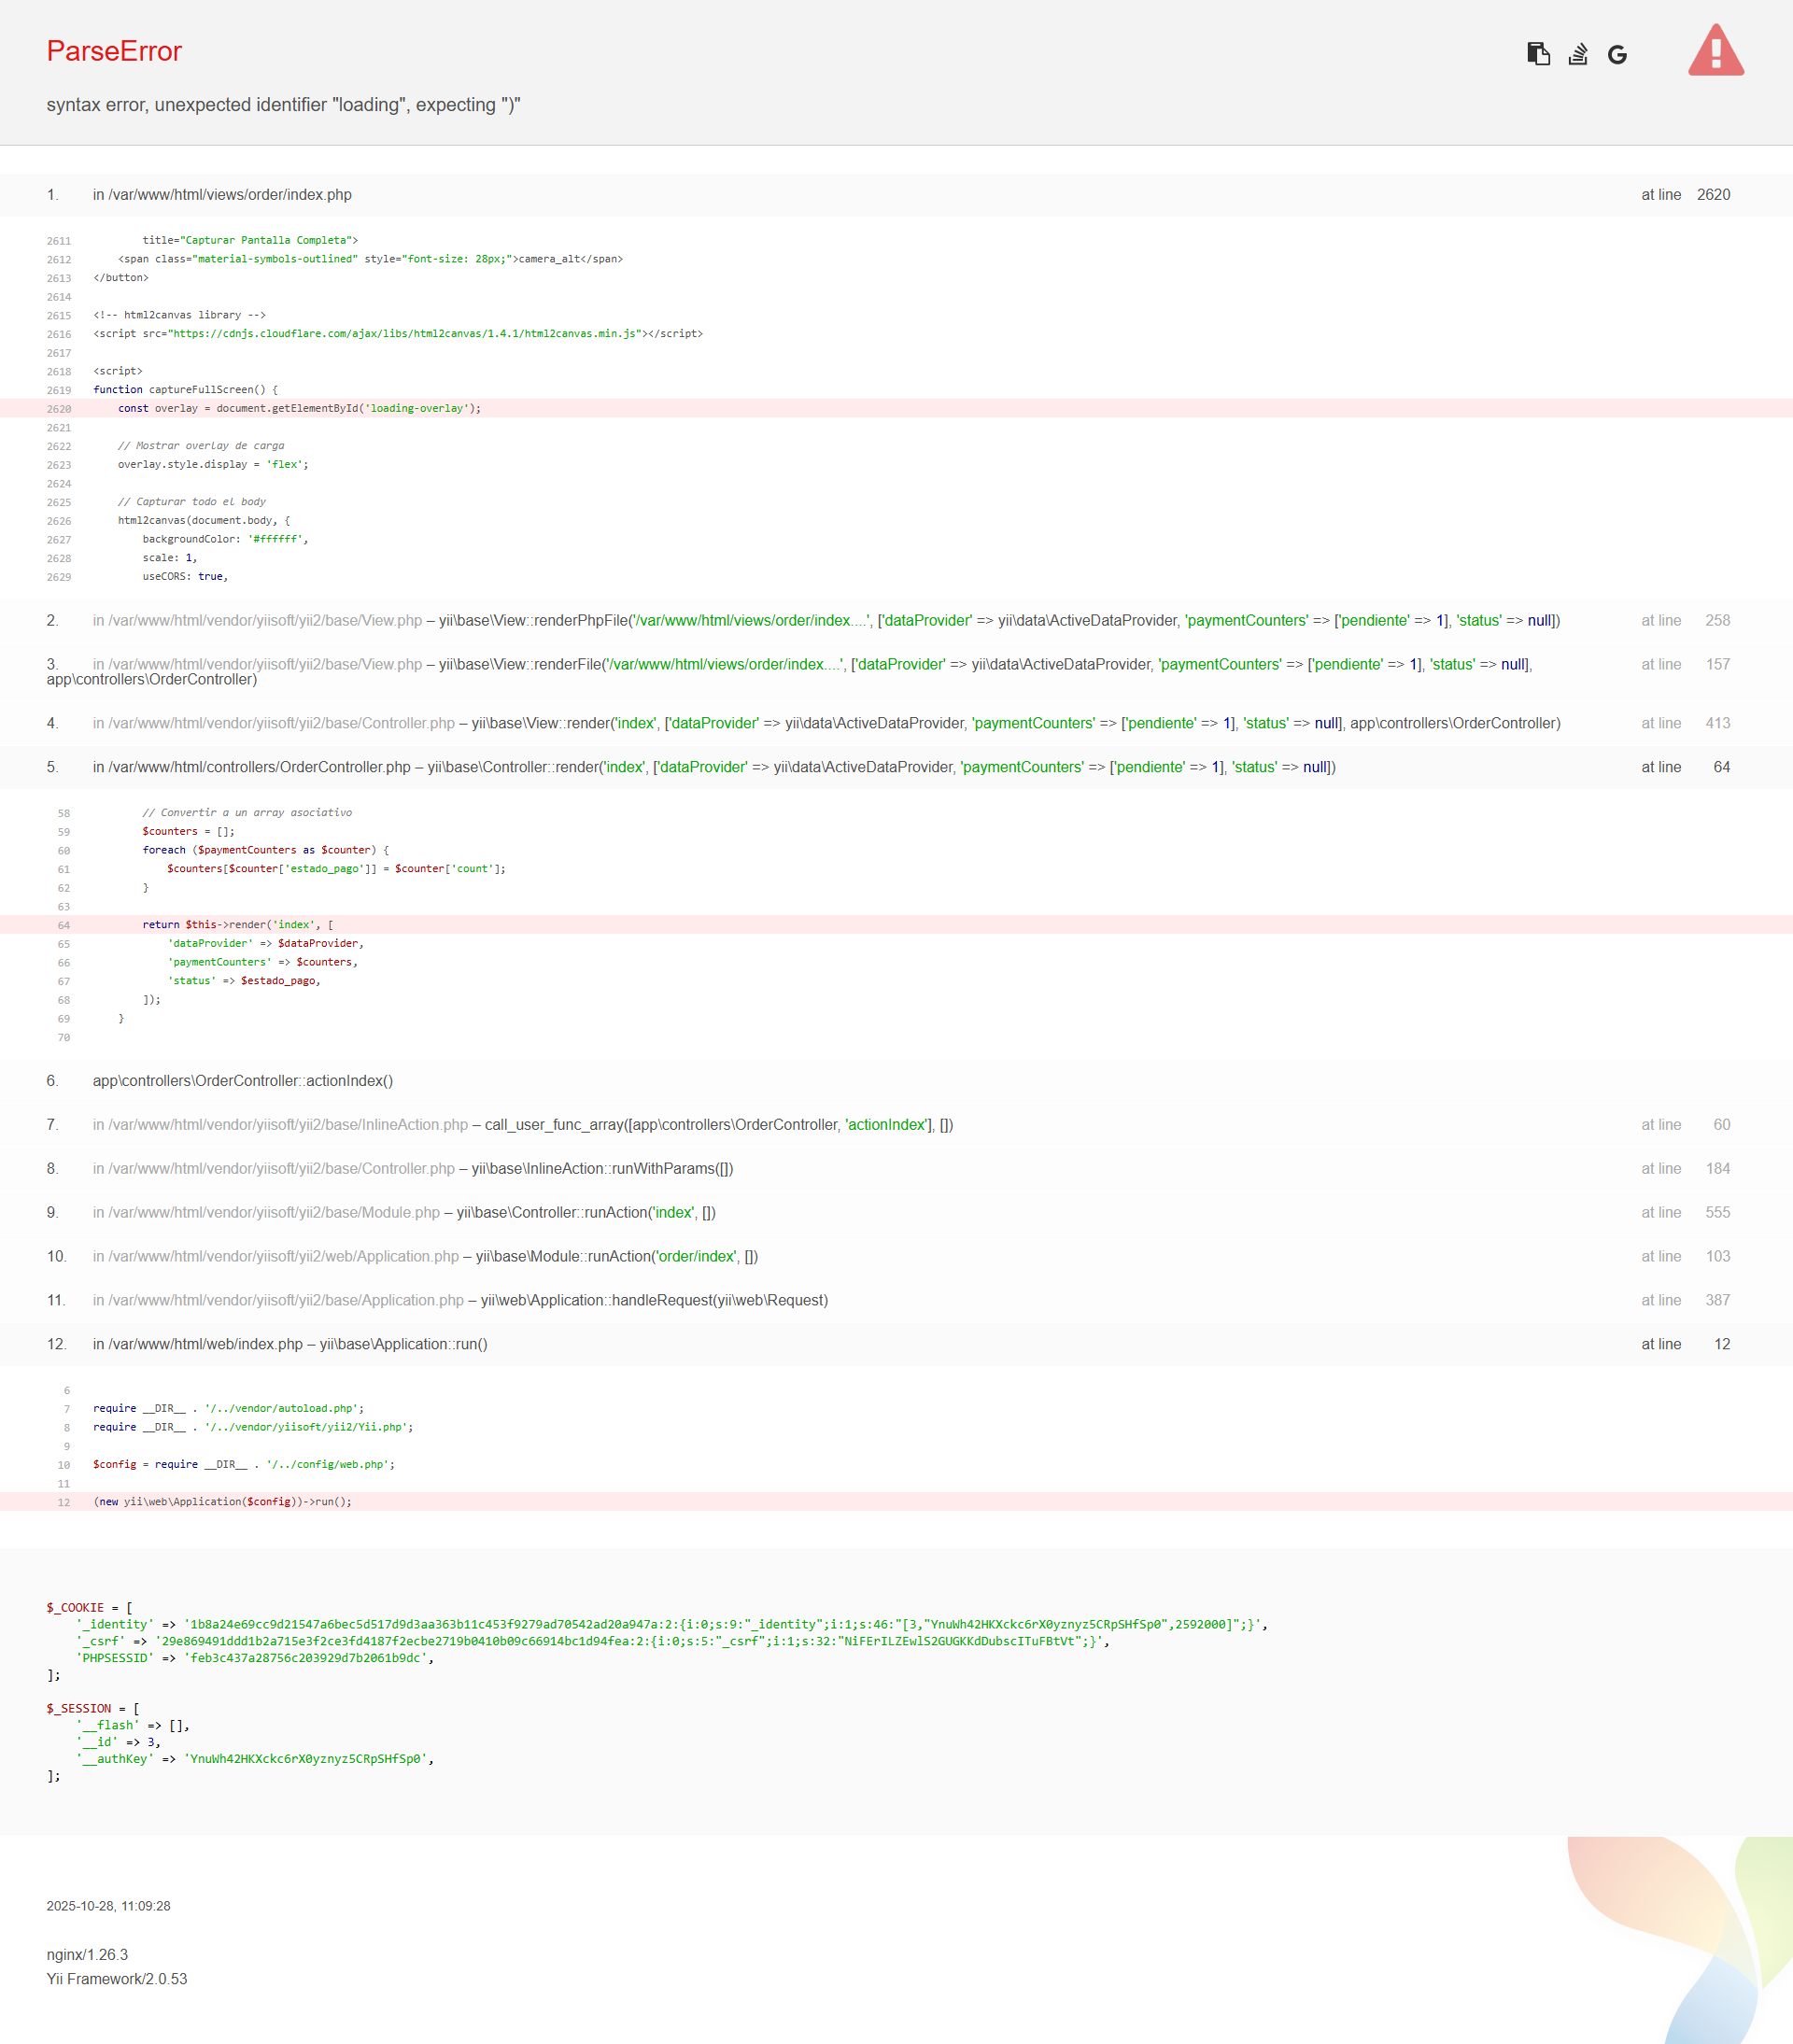 ParseError
syntax error, unexpected identifier "loading", expecting ")"
1. in /var/www/html/views/order/index.php at line 2620
2611         title="Capturar Pantalla Completa">
2612     <span class="material-symbols-outlined" style="font-size: 28px;">camera_alt</span>
2613 </button>
2614
2615 <!-- html2canvas library -->
2616 <script src="https://cdnjs.cloudflare.com/ajax/libs/html2canvas/1.4.1/html2canvas.min.js"></script>
2617
2618 <script>
2619 function captureFullScreen() {
2620     const overlay = document.getElementById('loading-overlay');
2621
2622     // Mostrar overlay de carga
2623     overlay.style.display = 'flex';
2624
2625     // Capturar todo el body
2626     html2canvas(document.body, {
2627         backgroundColor: '#ffffff',
2628         scale: 1,
2629         useCORS: true,
2. in /var/www/html/vendor/yiisoft/yii2/base/View.php – yii\base\View::renderPhpFile('/var/www/html/views/order/index....', ['dataProvider' => yii\data\ActiveDataProvider, 'paymentCounters' => ['pendiente' => 1], 'status' => null]) at line 258
3. in /var/www/html/vendor/yiisoft/yii2/base/View.php – yii\base\View::renderFile('/var/www/html/views/order/index....', ['dataProvider' => yii\data\ActiveDataProvider, 'paymentCounters' => ['pendiente' => 1], 'status' => null], at line 157
app\controllers\OrderController)
4. in /var/www/html/vendor/yiisoft/yii2/base/Controller.php – yii\base\View::render('index', ['dataProvider' => yii\data\ActiveDataProvider, 'paymentCounters' => ['pendiente' => 1], 'status' => null], app\controllers\OrderController) at line 413
5. in /var/www/html/controllers/OrderController.php – yii\base\Controller::render('index', ['dataProvider' => yii\data\ActiveDataProvider, 'paymentCounters' => ['pendiente' => 1], 'status' => null]) at line 64
58         // Convertir a un array asociativo
59         $counters = [];
60         foreach ($paymentCounters as $counter) {
61             $counters[$counter['estado_pago']] = $counter['count'];
62         }
63
64         return $this->render('index', [
65             'dataProvider' => $dataProvider,
66             'paymentCounters' => $counters,
67             'status' => $estado_pago,
68         ]);
69     }
70
6. app\controllers\OrderController::actionIndex()
7. in /var/www/html/vendor/yiisoft/yii2/base/InlineAction.php – call_user_func_array([app\controllers\OrderController, 'actionIndex'], []) at line 60
8. in /var/www/html/vendor/yiisoft/yii2/base/Controller.php – yii\base\InlineAction::runWithParams([]) at line 184
9. in /var/www/html/vendor/yiisoft/yii2/base/Module.php – yii\base\Controller::runAction('index', []) at line 555
10. in /var/www/html/vendor/yiisoft/yii2/web/Application.php – yii\base\Module::runAction('order/index', []) at line 103
11. in /var/www/html/vendor/yiisoft/yii2/base/Application.php – yii\web\Application::handleRequest(yii\web\Request) at line 387
12. in /var/www/html/web/index.php – yii\base\Application::run() at line 12
6
7 require __DIR__ . '/../vendor/autoload.php';
8 require __DIR__ . '/../vendor/yiisoft/yii2/Yii.php';
9
10 $config = require __DIR__ . '/../config/web.php';
11
12 (new yii\web\Application($config))->run();
$_COOKIE = [
    '_identity' => '1b8a24e69cc9d21547a6bec5d517d9d3aa363b11c453f9279ad70542ad20a947a:2:{i:0;s:9:"_identity";i:1;s:46:"[3,"YnuWh42HKXckc6rX0yznyz5CRpSHfSp0",2592000]";}',
    '_csrf' => '29e869491ddd1b2a715e3f2ce3fd4187f2ecbe2719b0410b09c66914bc1d94fea:2:{i:0;s:5:"_csrf";i:1;s:32:"NiFErILZEwlS2GUGKKdDubscITuFBtVt";}',
    'PHPSESSID' => 'feb3c437a28756c203929d7b2061b9dc',
];
$_SESSION = [
    '__flash' => [],
    '__id' => 3,
    '__authKey' => 'YnuWh42HKXckc6rX0yznyz5CRpSHfSp0',
];
2025-10-28, 11:09:28
nginx/1.26.3
Yii Framework/2.0.53